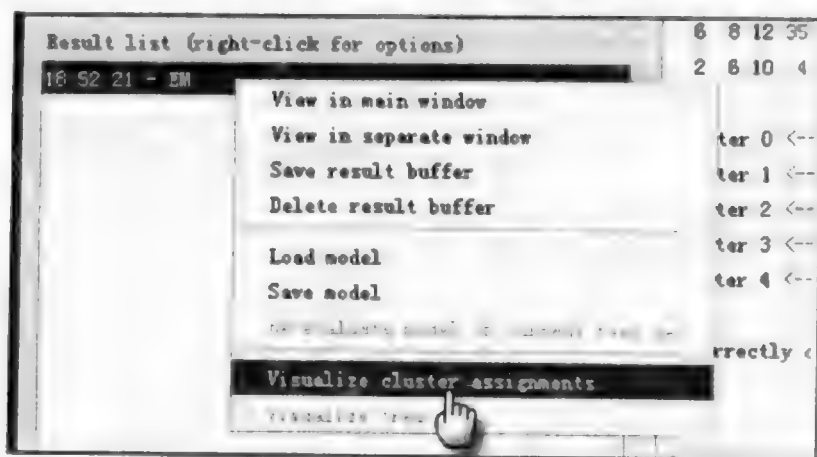 Result list (right-click for options)
18 52 21 - EM
View in main window
View in separate window
Save result buffer
Delete result buffer
Load model
Save model
Visualize cluster assignments
6 8 12 35
2 6 10 4
ter 0 <--
ter 1 <--
ter 2 <--
ter 3 <--
ter 4 <--
rrectly